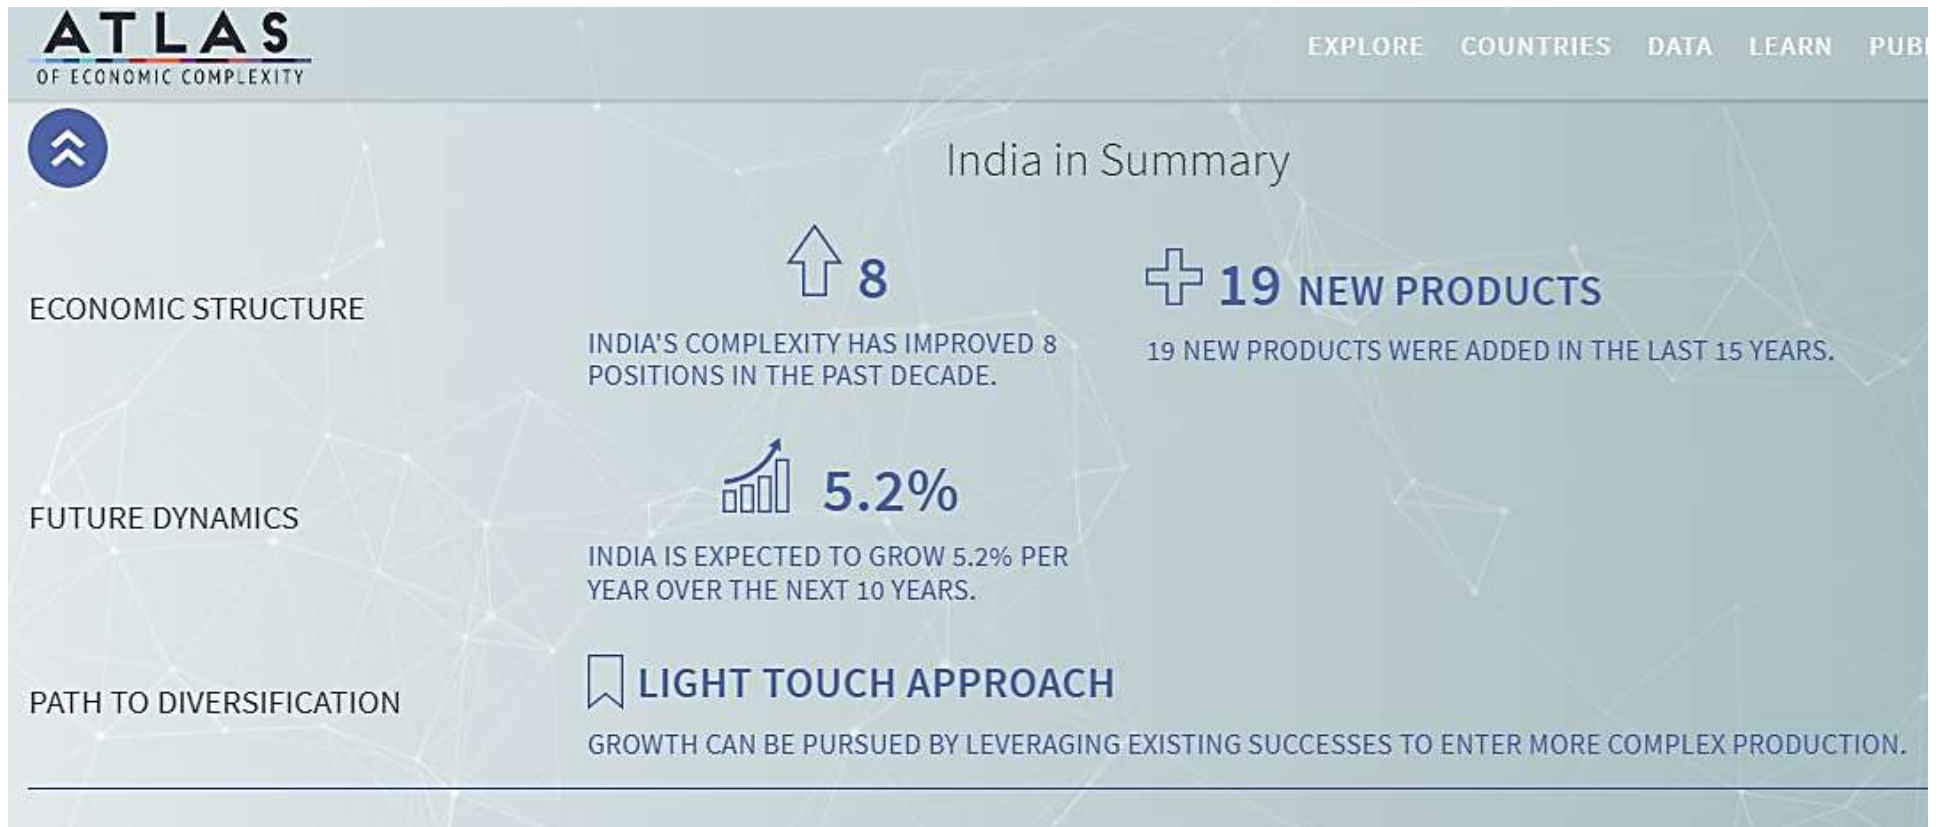 ATLAS
OF ECONOMIC COMPLEXITY
EXPLORE COUNTRIES DATA LEARN PUB
India in Summary
ECONOMIC STRUCTURE
8
INDIA'S COMPLEXITY HAS IMPROVED 8
POSITIONS IN THE PAST DECADE.
19 NEW PRODUCTS
19 NEW PRODUCTS WERE ADDED IN THE LAST 15 YEARS.
FUTURE DYNAMICS
5.2%
INDIA IS EXPECTED TO GROW 5.2% PER
YEAR OVER THE NEXT 10 YEARS.
PATH TO DIVERSIFICATION
LIGHT TOUCH APPROACH
GROWTH CAN BE PURSUED BY LEVERAGING EXISTING SUCCESSES TO ENTER MORE COMPLEX PRODUCTION.